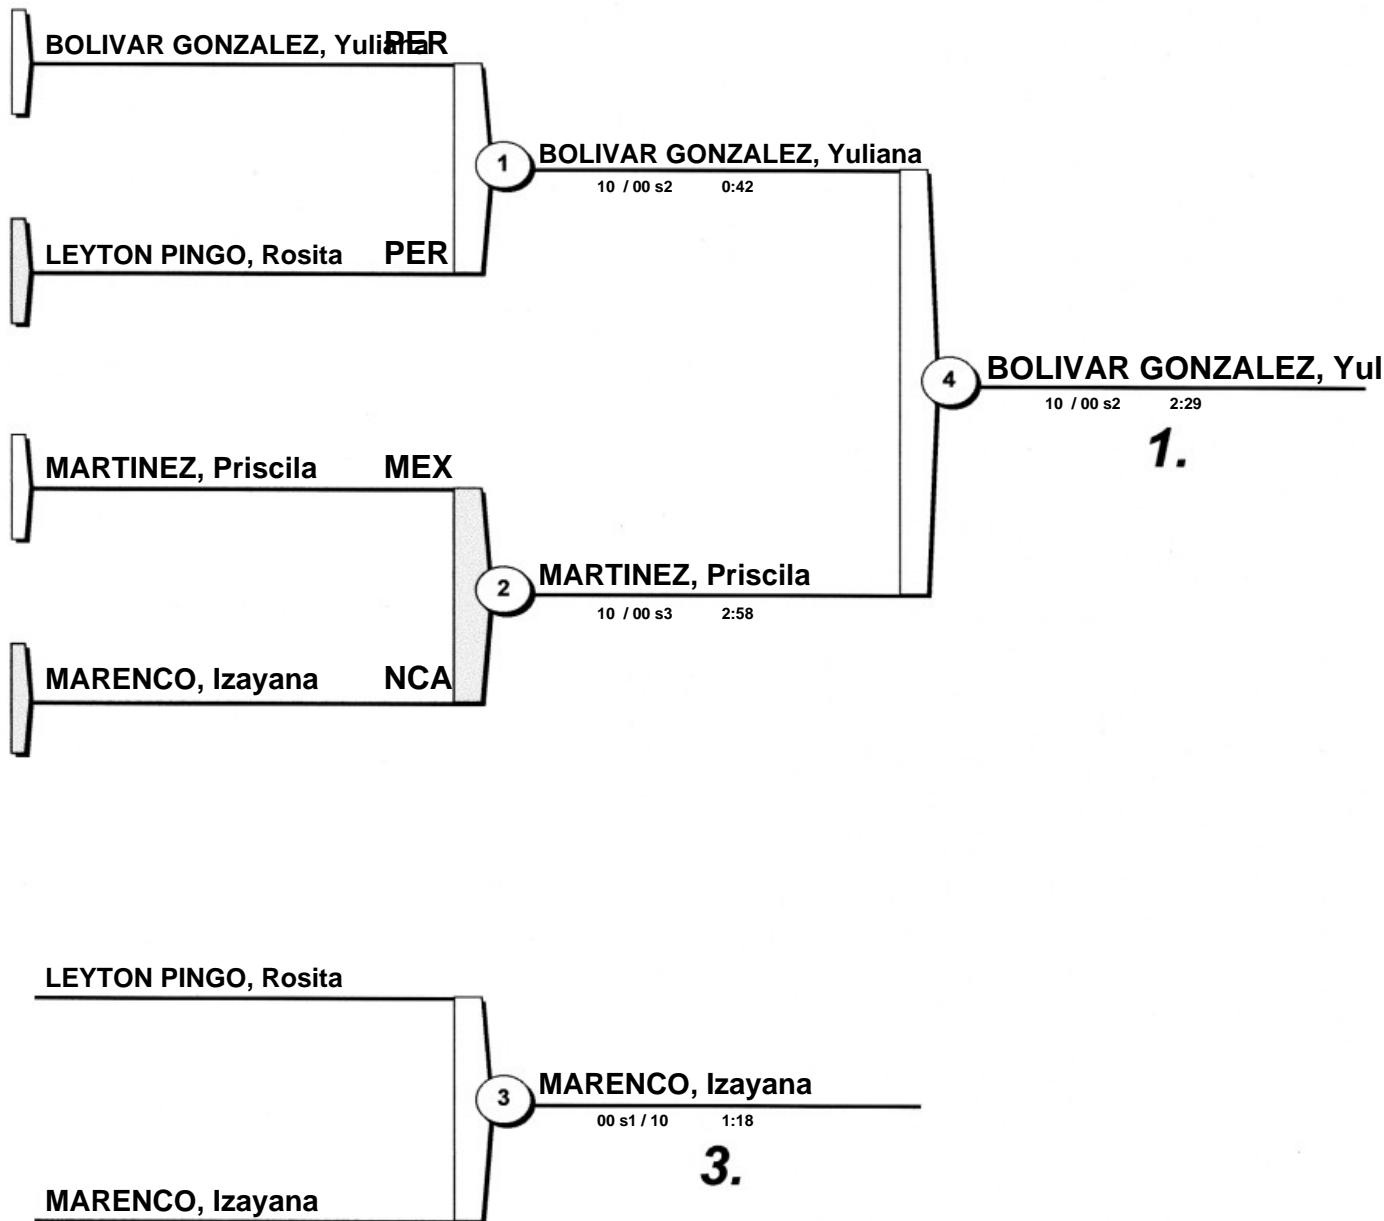 BOLIVAR GONZALEZ, Yuliana PER
1 BOLIVAR GONZALEZ, Yuliana
10 / 00 s2 0:42
LEYTON PINGO, Rosita PER
4 BOLIVAR GONZALEZ, Yul
10 / 00 s2 2:29
1.
MARTINEZ, Priscila MEX
2 MARTINEZ, Priscila
10 / 00 s3 2:58
MARENCO, Izayana NCA
LEYTON PINGO, Rosita
3 MARENCO, Izayana
00 s1 / 10 1:18
3.
MARENCO, Izayana